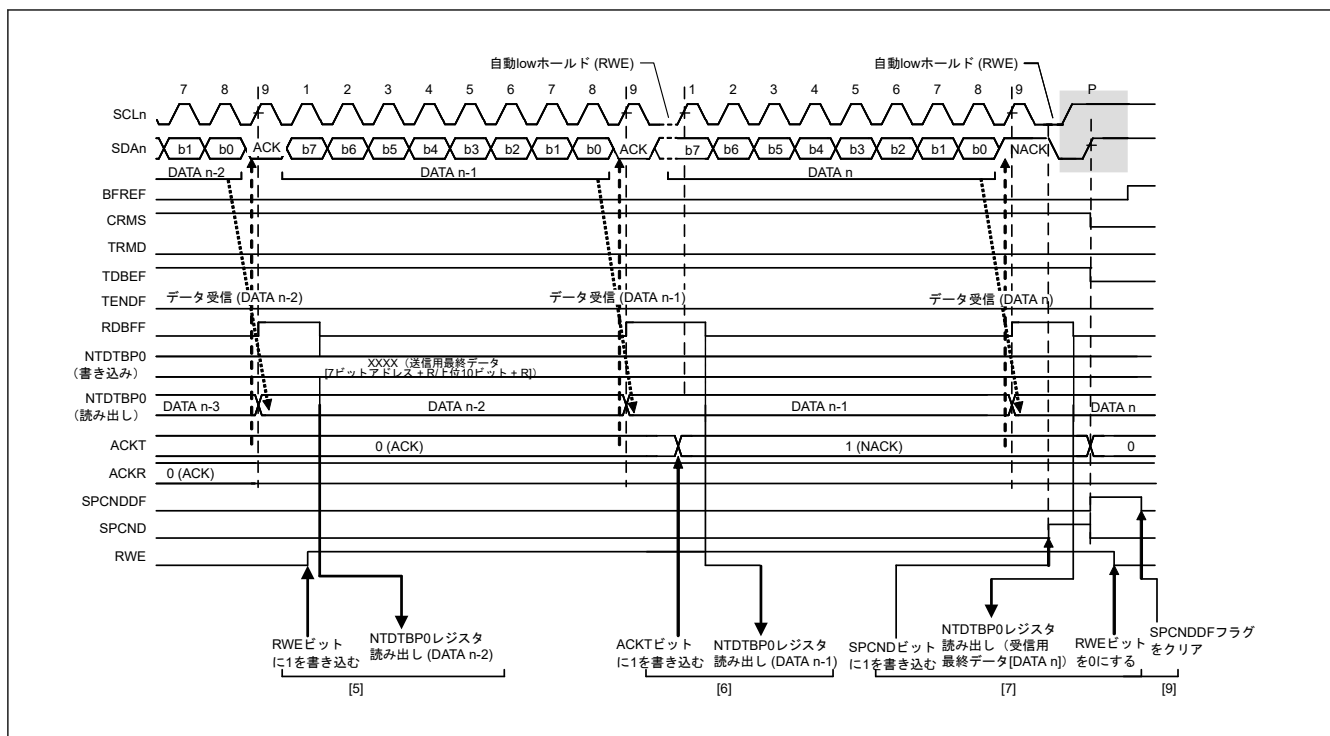 自動lowホールド (RWE)
自動lowホールド (RWE)
7 8 9 1 2 3 4 5 6 7 8 9 1 2 3 4 5 6 7 8 9 P
SCLn
SDAn b1 b0 ACK b7 b6 b5 b4 b3 b2 b1 b0 ACK b7 b6 b5 b4 b3 b2 b1 b0 NACK
DATA n-2 DATA n-1 DATA n
BFREF
CRMS
TRMD
TDBEF
TENDF データ受信 (DATA n-2) データ受信 (DATA n-1) データ受信 (DATA n)
RDBFF
NTDTBP0
(書き込み)
XXXX(送信用最終データ
[7ビットアドレス + R/上位10ビット + R])
NTDTBP0
(読み出し)
DATA n-3 DATA n-2 DATA n-1 DATA n
ACKT 0 (ACK) 1 (NACK) 0
ACKR 0 (ACK)
SPCNDDF
SPCND
RWE
RWEビット
に1を書き込む
NTDTBP0レジスタ
読み出し (DATA n-2)
ACKTビット
に1を書き込む
NTDTBP0レジスタ
読み出し (DATA n-1)
SPCNDビット
に1を書き込む
NTDTBP0レジスタ
読み出し(受信用
最終データ[DATA n])
RWEビット
を0にする
SPCNDDFフラグ
をクリア
[5] [6] [7] [9]